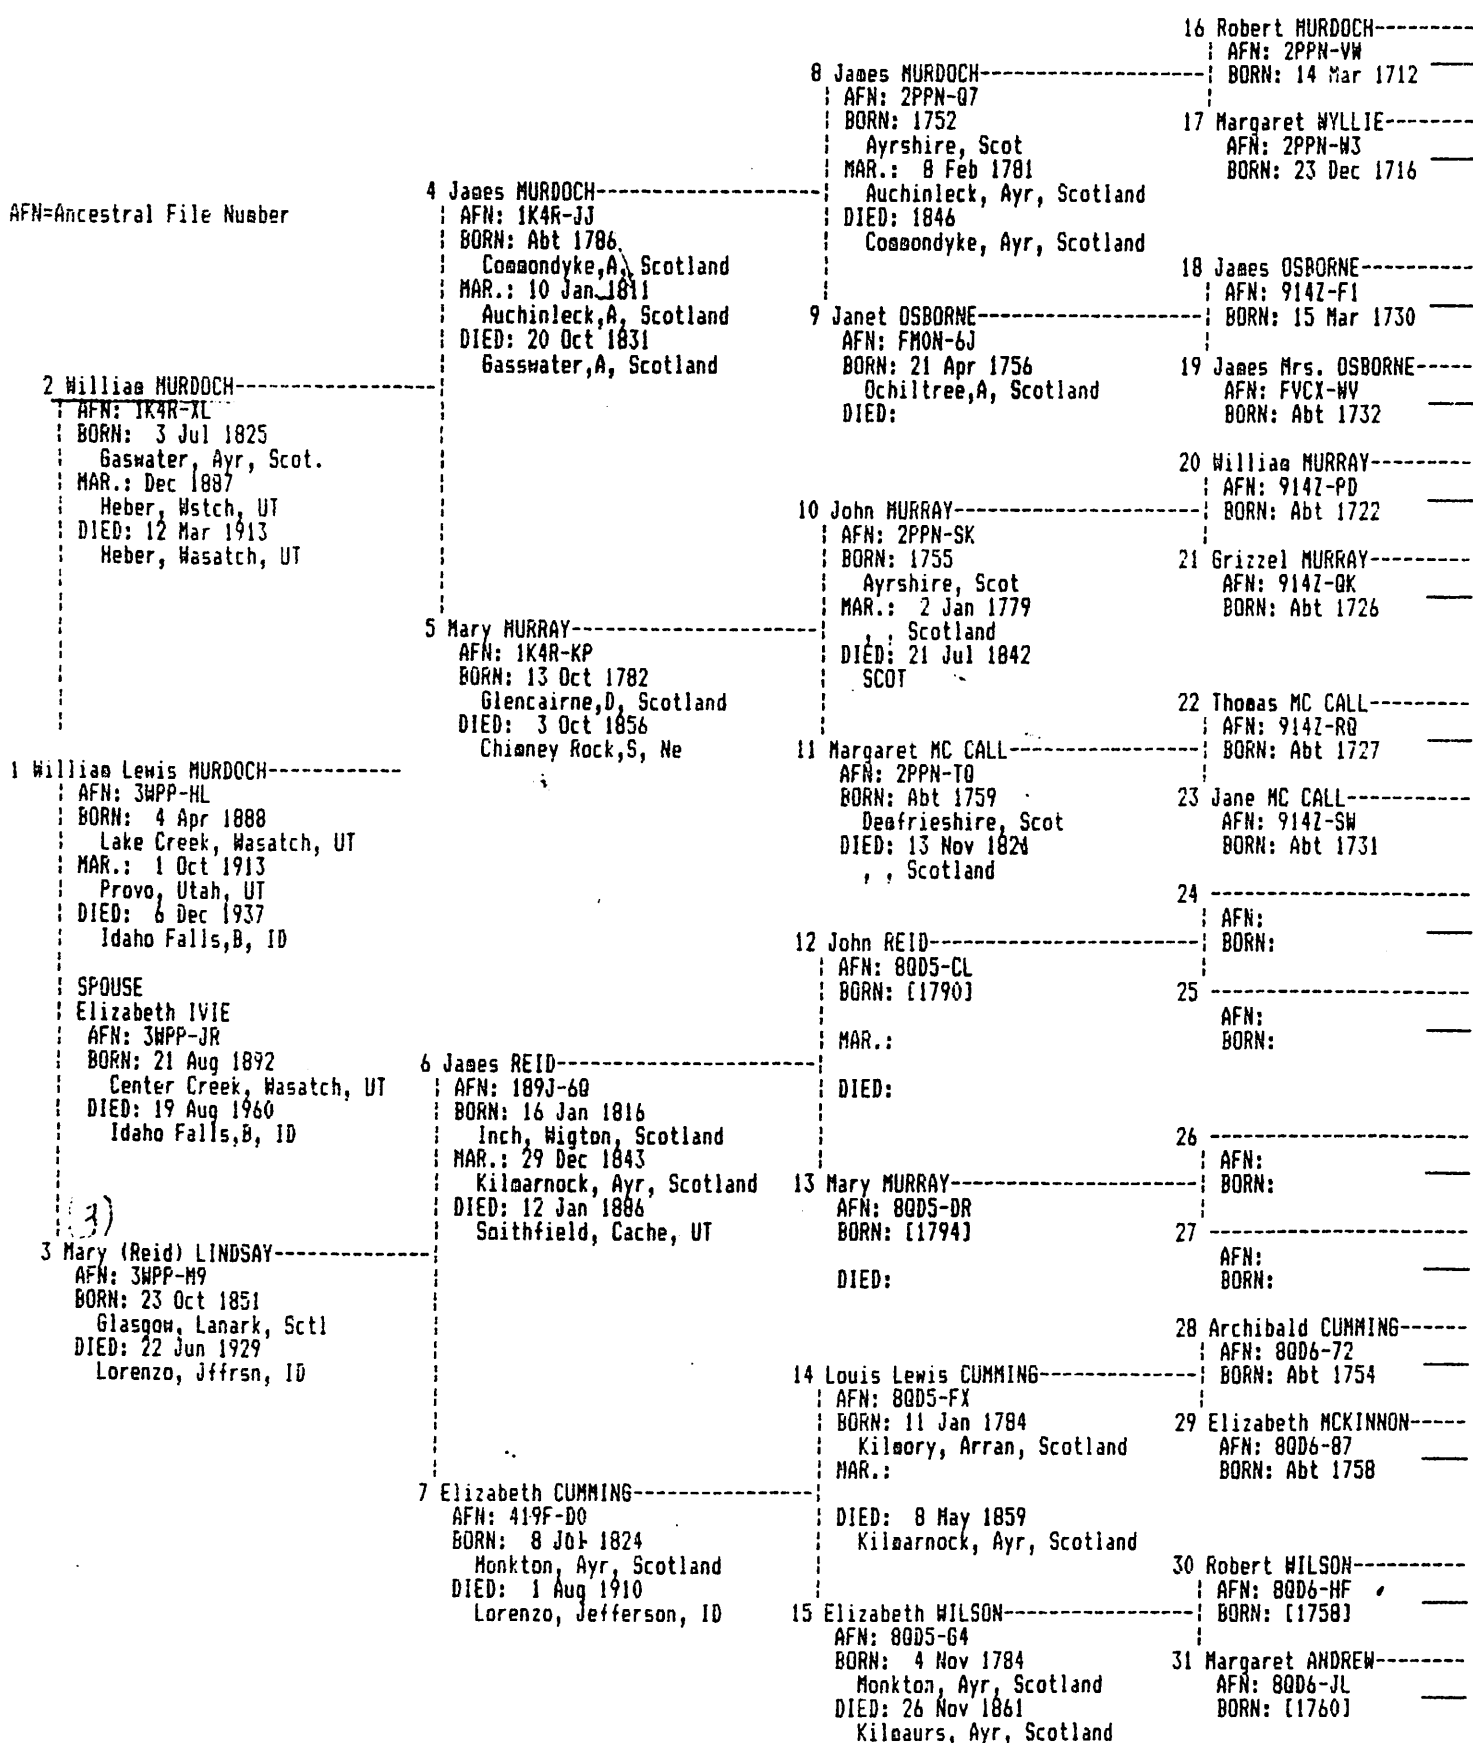 AFN=Ancestral File Number
1 William Lewis MURDOCH------------
AFN: 3WPP-HL
BORN: 4 Apr 1888
Lake Creek, Wasatch, UT
MAR.: 1 Oct 1913
Provo, Utah, UT
DIED: 6 Dec 1937
Idaho Falls,B, ID
SPOUSE
Elizabeth IVIE
AFN: 3WPP-JR
BORN: 21 Aug 1892
Center Creek, Wasatch, UT
DIED: 19 Aug 1960
Idaho Falls,B, ID
2 William MURDOCH------------------
AFN: 1K4R-XL
BORN: 3 Jul 1825
Gaswater, Ayr, Scot.
MAR.: Dec 1887
Heber, Wstch, UT
DIED: 12 Mar 1913
Heber, Wasatch, UT
(3)
3 Mary (Reid) LINDSAY--------------
AFN: 3WPP-M9
BORN: 23 Oct 1851
Glasgow, Lanark, Sctl
DIED: 22 Jun 1929
Lorenzo, Jffrsn, ID
4 James MURDOCH--------------------
AFN: 1K4R-JJ
BORN: Abt 1786
Commondyke,A, Scotland
MAR.: 10 Jan 1811
Auchinleck,A, Scotland
DIED: 20 Oct 1831
Gasswater,A, Scotland
5 Mary MURRAY----------------------
AFN: 1K4R-KP
BORN: 13 Oct 1782
Glencairne,D, Scotland
DIED: 3 Oct 1856
Chimney Rock,S, Ne
6 James REID-----------------------
AFN: 189J-6Q
BORN: 16 Jan 1816
Inch, Wigton, Scotland
MAR.: 29 Dec 1843
Kilmarnock, Ayr, Scotland
DIED: 12 Jan 1886
Smithfield, Cache, UT
7 Elizabeth CUMMING----------------
AFN: 419F-DO
BORN: 8 1824
Monkton, Ayr, Scotland
DIED: 1 Aug 1910
Lorenzo, Jefferson, ID
8 James MURDOCH--------------------
AFN: 2PPN-Q7
BORN: 1752
Ayrshire, Scot
MAR.: 8 Feb 1781
Auchinleck, Ayr, Scotland
DIED: 1846
Commondyke, Ayr, Scotland
9 Janet OSBORNE--------------------
AFN: FM0N-6J
BORN: 21 Apr 1756
Ochiltree,A, Scotland
DIED:
10 John MURRAY----------------------
AFN: 2PPN-SK
BORN: 1755
Ayrshire, Scot
MAR.: 2 Jan 1779
, , Scotland
DIED: 21 Jul 1842
SCOT
11 Margaret MC CALL-----------------
AFN: 2PPN-TQ
BORN: Abt 1759
Dmfrieshire, Scot
DIED: 13 Nov
, , Scotland
12 John REID------------------------
AFN: 8QD5-CL
BORN: [1790]
MAR.:
DIED:
13 Mary MURRAY----------------------
AFN: 8QD5-DR
BORN: [1794]
DIED:
14 Louis Lewis CUMMING--------------
AFN: 8QD5-FX
BORN: 11 Jan 1784
Kilmory, Arran, Scotland
MAR.:
DIED: 8 May 1859
Kilmarnock, Ayr, Scotland
15 Elizabeth WILSON-----------------
AFN: 8QD5-G4
BORN: 4 Nov 1784
Monkton, Ayr, Scotland
DIED: 26 Nov 1861
Kilmaurs, Ayr, Scotland
16 Robert MURDOCH---------
AFN: 2PPN-VW
BORN: 14 Mar 1712
17 Margaret WYLLIE--------
AFN: 2PPN-W3
BORN: 23 Dec 1716
18 James OSBORNE----------
AFN: 914Z-F1
BORN: 15 Mar 1730
19 James Mrs. OSBORNE-----
AFN: FVCX-WV
BORN: Abt 1732
20 William MURRAY---------
AFN: 914Z-PD
BORN: Abt 1722
21 Grizzel MURRAY---------
AFN: 914Z-QK
BORN: Abt 1726
22 Thomas MC CALL---------
AFN: 914Z-RQ
BORN: Abt 1727
23 Jane MC CALL-----------
AFN: 914Z-SW
BORN: Abt 1731
24 -----------------------
AFN:
BORN:
25 -----------------------
AFN:
BORN:
26 -----------------------
AFN:
BORN:
27 -----------------------
AFN:
BORN:
28 Archibald CUMMING------
AFN: 8QD6-72
BORN: Abt 1754
29 Elizabeth MCKINNON-----
AFN: 8QD6-87
BORN: Abt 1758
30 Robert WILSON----------
AFN: 8QD6-HF
BORN: [1758]
31 Margaret ANDREW--------
AFN: 8QD6-JL
BORN: [1760]